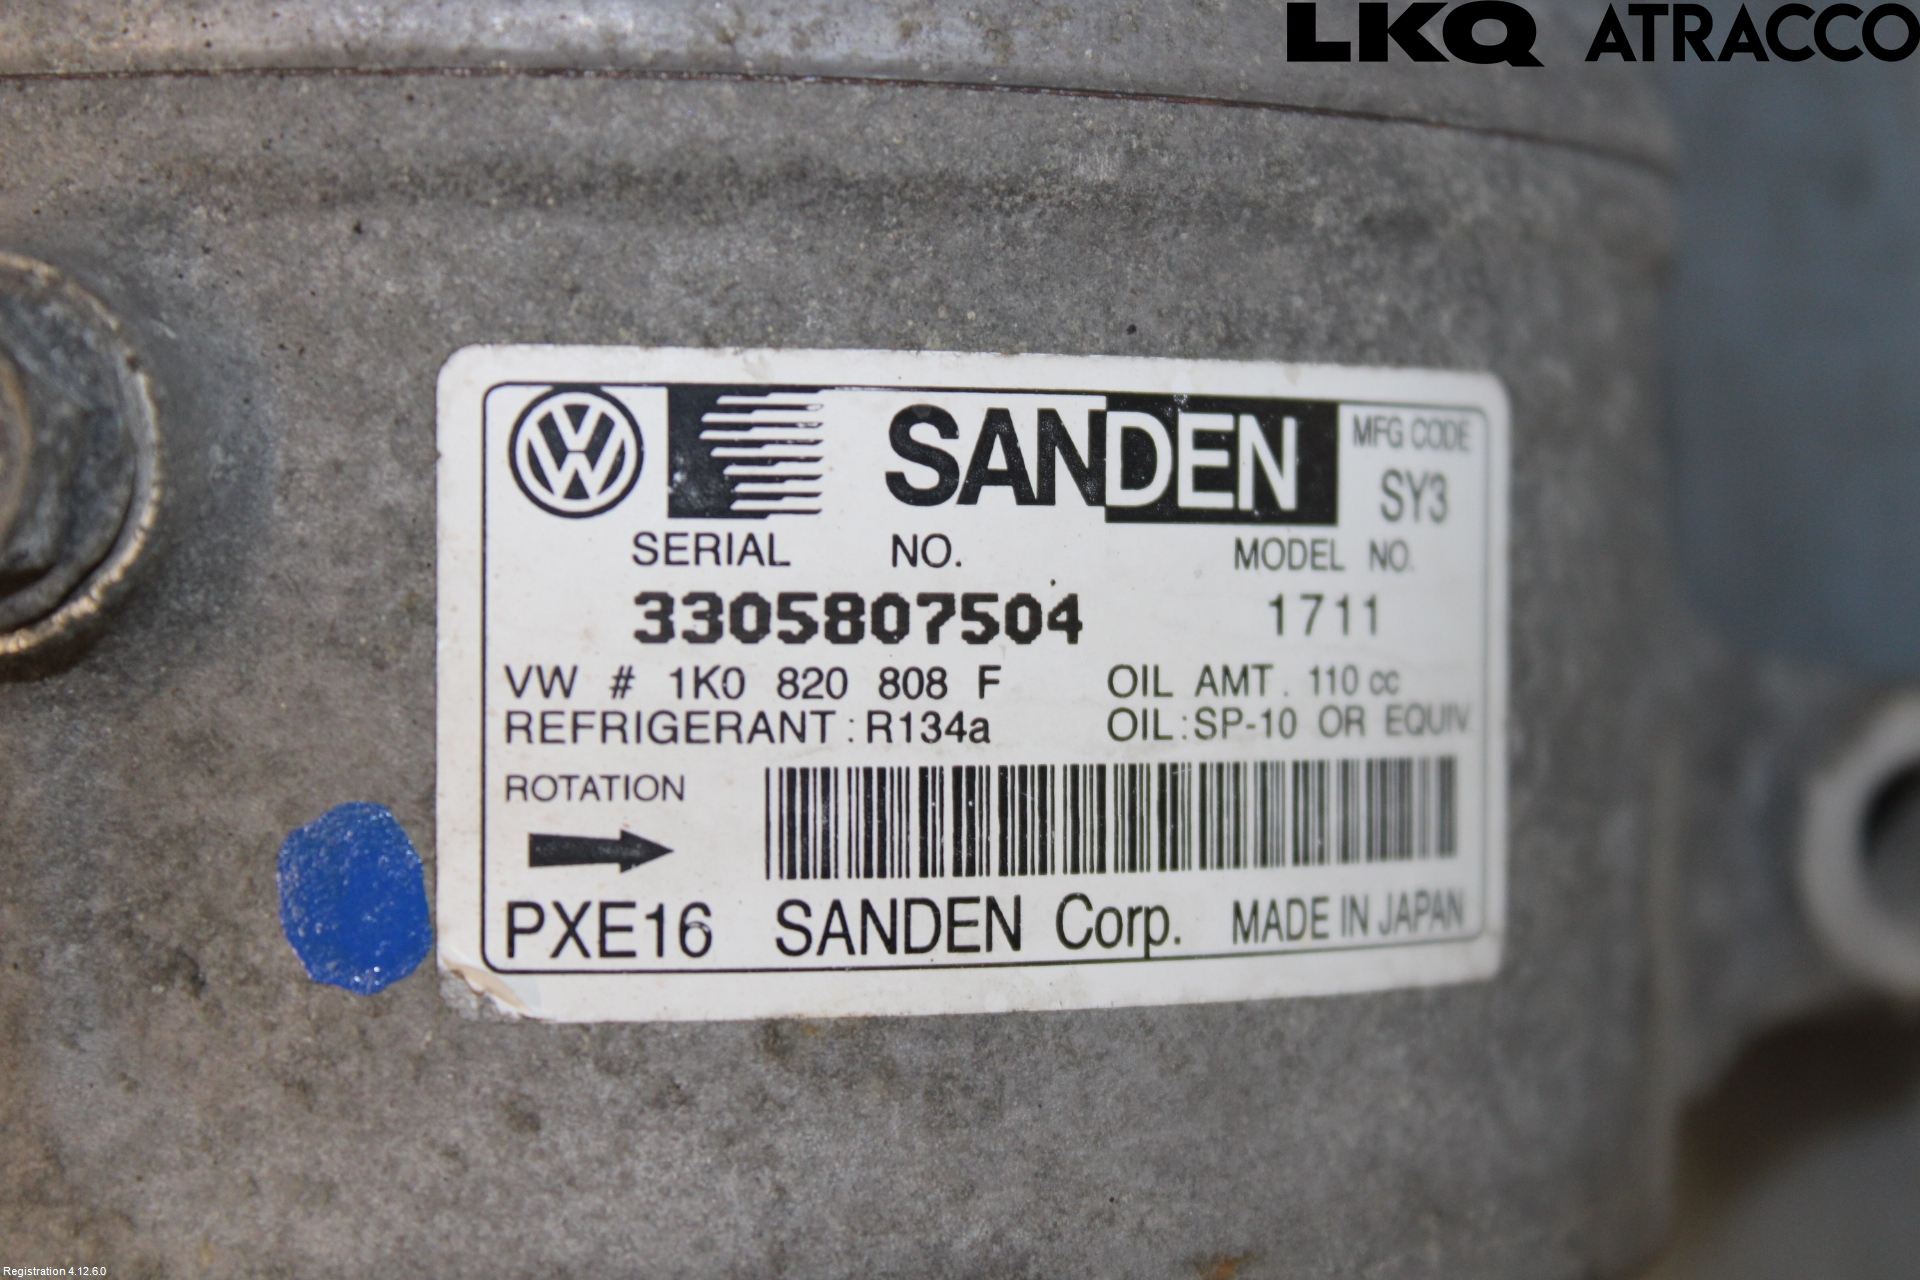 LKQ ATRACCO
VW SANDEN MFG CODE
SY3
SERIAL NO. MODEL NO.
3305807504 1711
VW # 1K0 820 808 F OIL AMT. 110 cc
REFRIGERANT : R134a OIL : SP-10 OR EQUIV.
ROTATION
PXE16 SANDEN Corp. MADE IN JAPAN
Registration 4.12.6.0